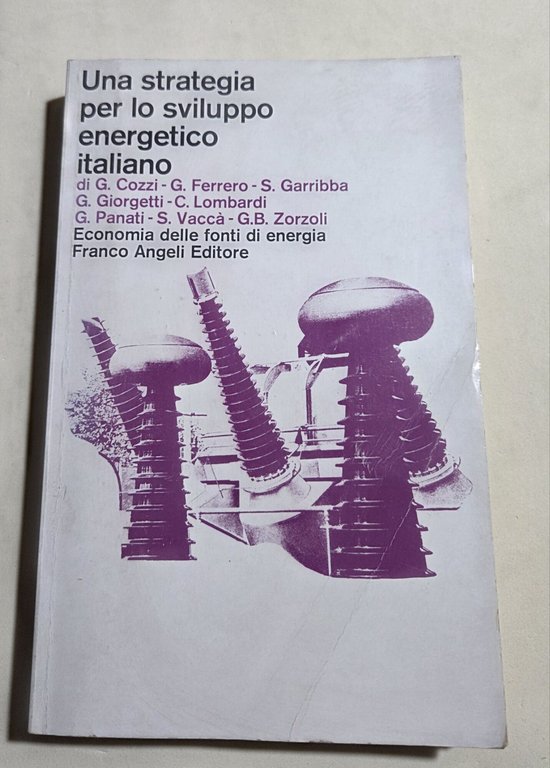 Una strategia
per lo sviluppo
energetico
italiano
di G. Cozzi - G. Ferrero - S. Garribba
G. Giorgetti - C. Lombardi
G. Panati - S. Vaccà - G.B. Zorzoli
Economia delle fonti di energia
Franco Angeli Editore